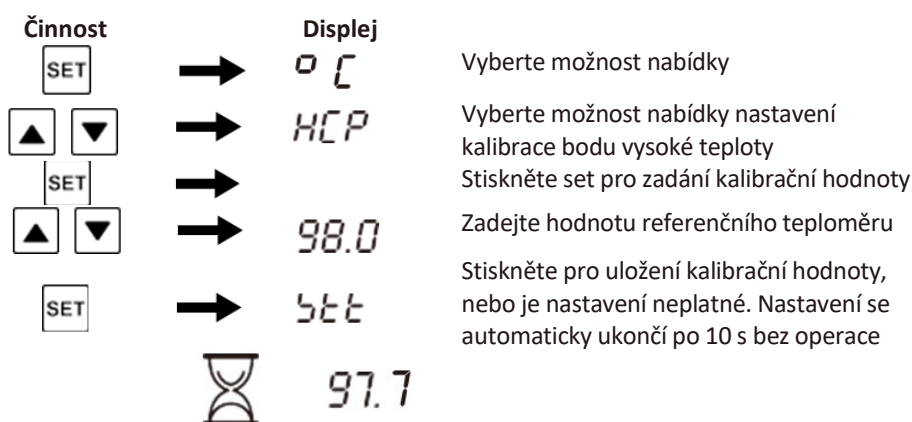 Činnost Displej
SET °C Vyberte možnost nabídky
HCP Vyberte možnost nabídky nastavení
kalibrace bodu vysoké teploty
SET Stiskněte set pro zadání kalibrační hodnoty
98.0 Zadejte hodnotu referenčního teploměru
Stiskněte pro uložení kalibrační hodnoty,
SET Stt nebo je nastavení neplatné. Nastavení se
automaticky ukončí po 10 s bez operace
97.7